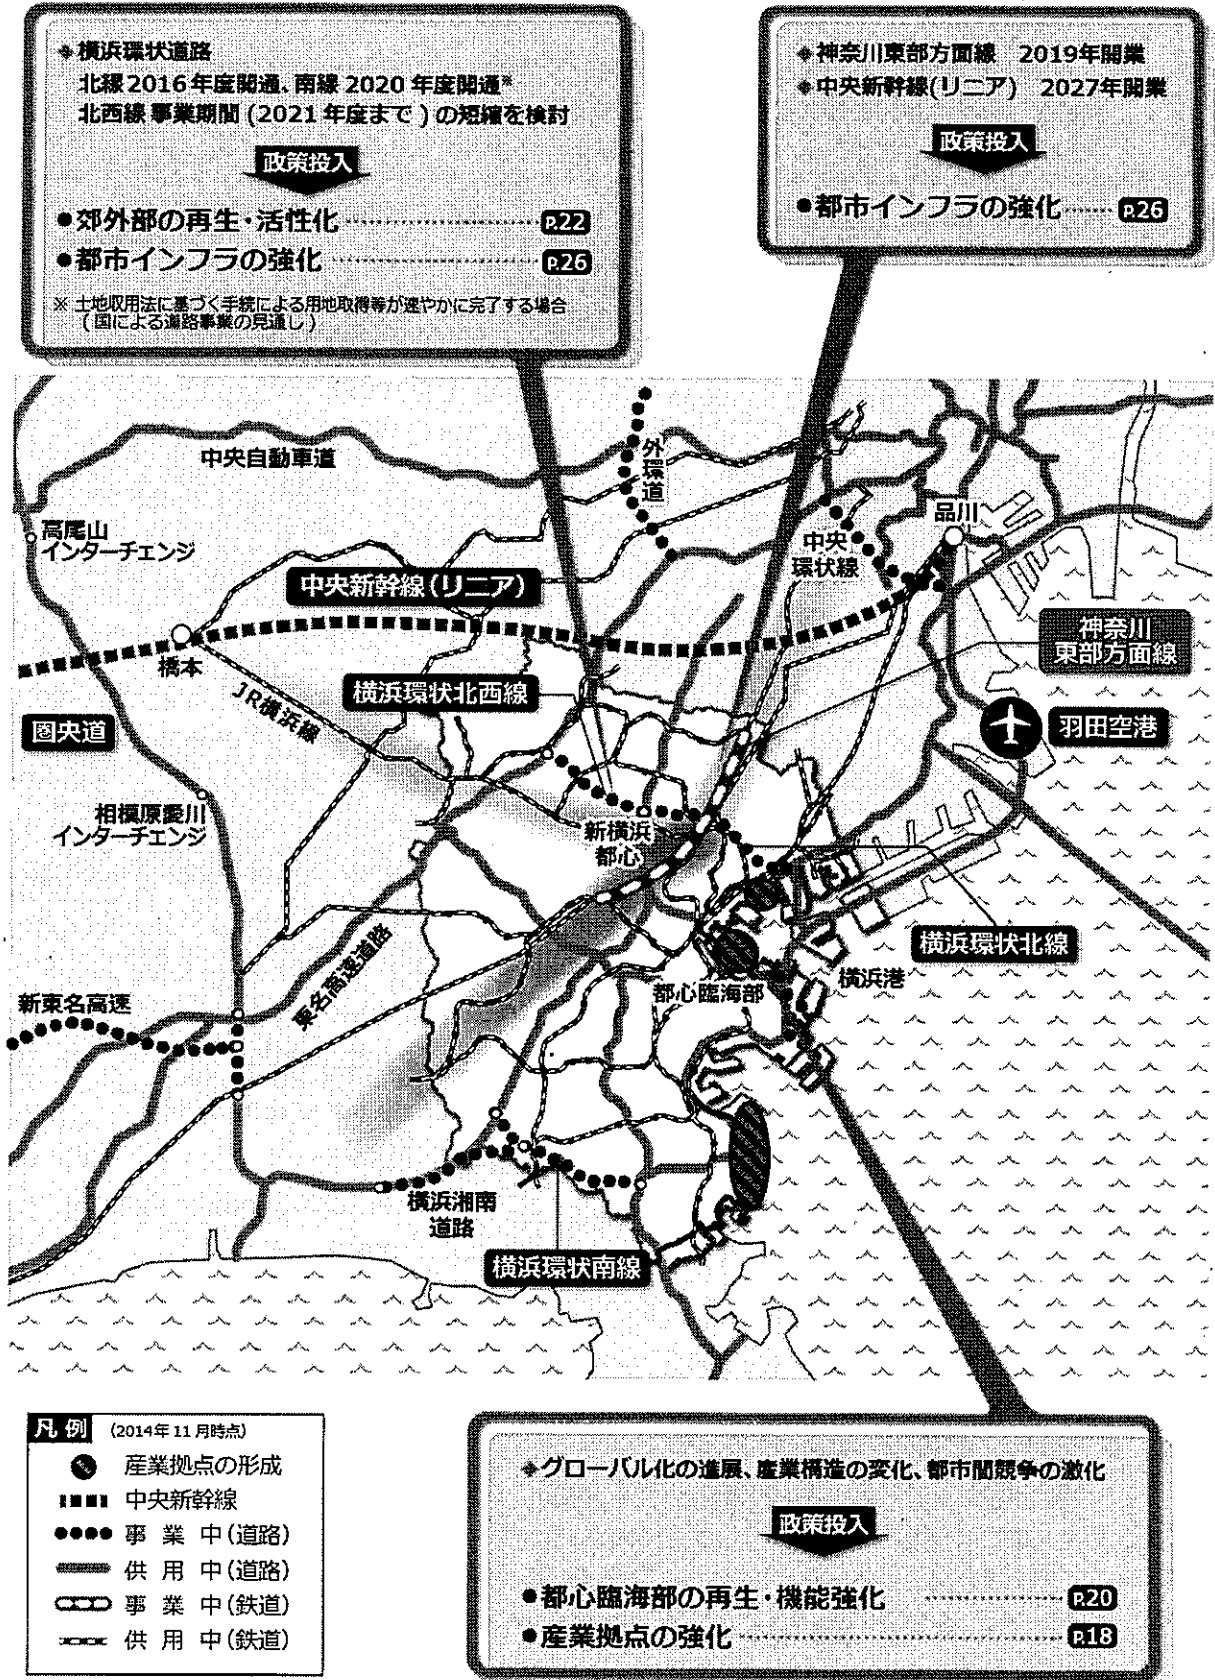 ◆横浜環状道路
北線2016年度開通、南線2020年度開通※
北西線 事業期間(2021年度まで)の短縮を検討
政策投入
●郊外部の再生・活性化 P.22
●都市インフラの強化 P.26
※ 土地収用法に基づく手続による用地取得等が速やかに完了する場合
(国による道路事業の見通し)
◆神奈川東部方面線 2019年開業
◆中央新幹線(リニア) 2027年開業
政策投入
●都市インフラの強化 P.26
中央自動車道
外環道
高尾山
インターチェンジ
品川
中央
環状線
中央新幹線(リニア)
神奈川
東部方面線
橋本
JR横浜線
横浜環状北西線
圏央道
羽田空港
相模原愛川
インターチェンジ
新横浜
都心
横浜環状北線
東名高速道路
都心臨海部
横浜港
新東名高速
横浜湘南
道路
横浜環状南線
凡例 (2014年11月時点)
産業拠点の形成
中央新幹線
事業中(道路)
供用中(道路)
事業中(鉄道)
供用中(鉄道)
◆グローバル化の進展、産業構造の変化、都市間競争の激化
政策投入
●都心臨海部の再生・機能強化 P.20
●産業拠点の強化 P.18